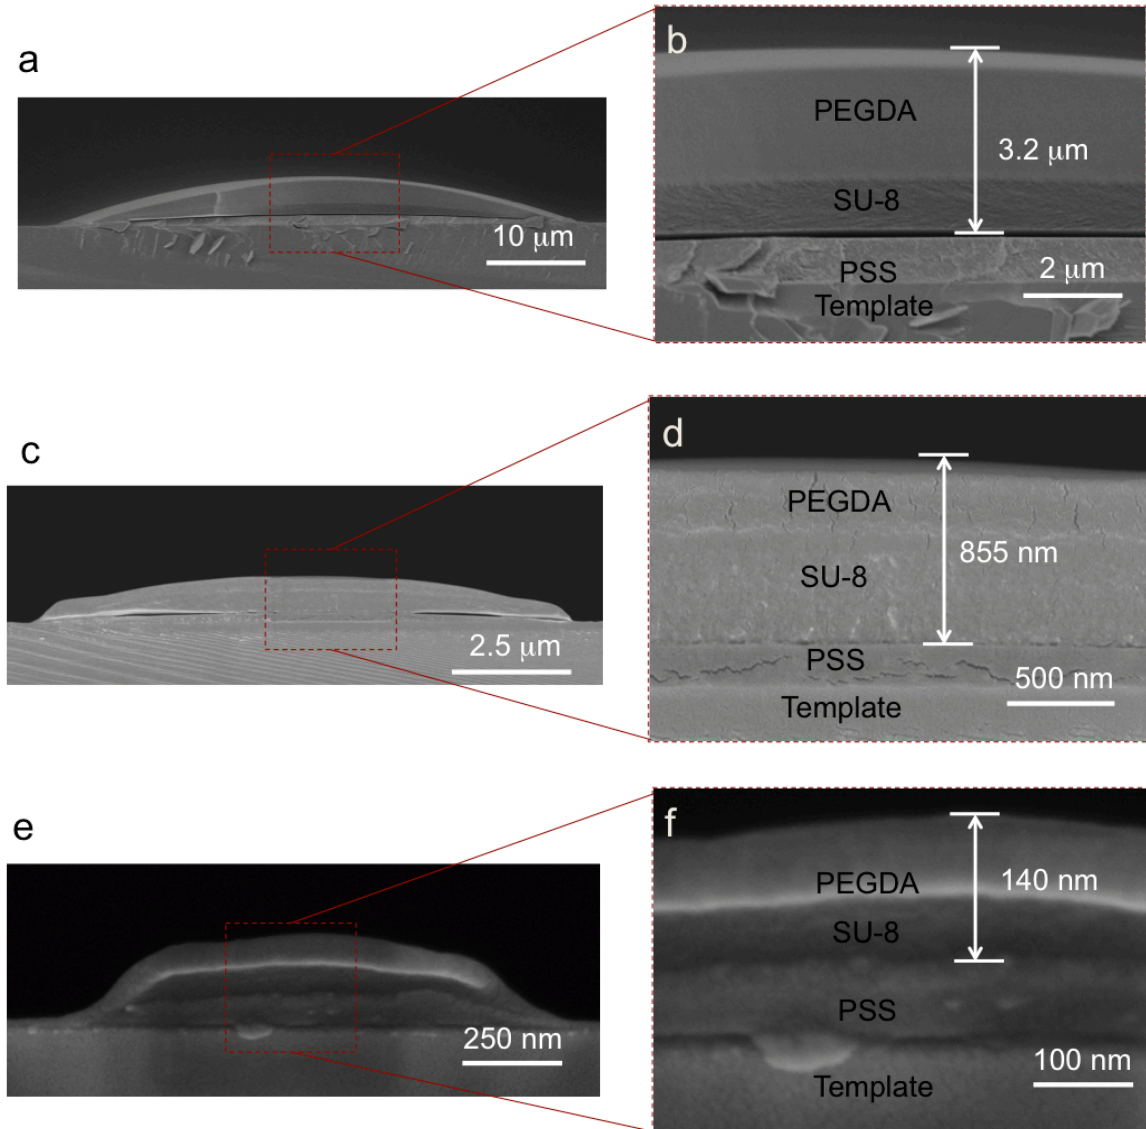 a
10 μm
b
PEGDA
3.2 μm
SU-8
PSS
2 μm
Template
c
2.5 μm
d
PEGDA
855 nm
SU-8
PSS
500 nm
Template
e
250 nm
f
PEGDA
140 nm
SU-8
PSS
100 nm
Template